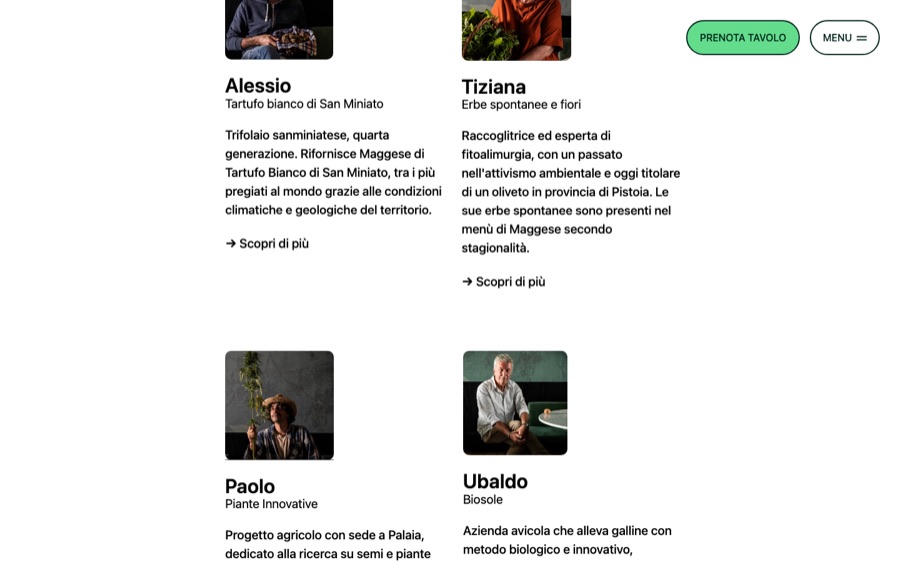 PRENOTA TAVOLO
MENU
Alessio
Tartufo bianco di San Miniato
Trifolaio sanminiatese, quarta
generazione. Rifornisce Maggese di
Tartufo Bianco di San Miniato, tra i più
pregiati al mondo grazie alle condizioni
climatiche e geologiche del territorio.
→ Scopri di più
Tiziana
Erbe spontanee e fiori
Raccoglitrice ed esperta di
fitoalimurgia, con un passato
nell'attivismo ambientale e oggi titolare
di un oliveto in provincia di Pistoia. Le
sue erbe spontanee sono presenti nel
menù di Maggese secondo
stagionalità.
→ Scopri di più
Paolo
Piante Innovative
Progetto agricolo con sede a Palaia,
dedicato alla ricerca su semi e piante
Ubaldo
Biosole
Azienda avicola che alleva galline con
metodo biologico e innovativo,